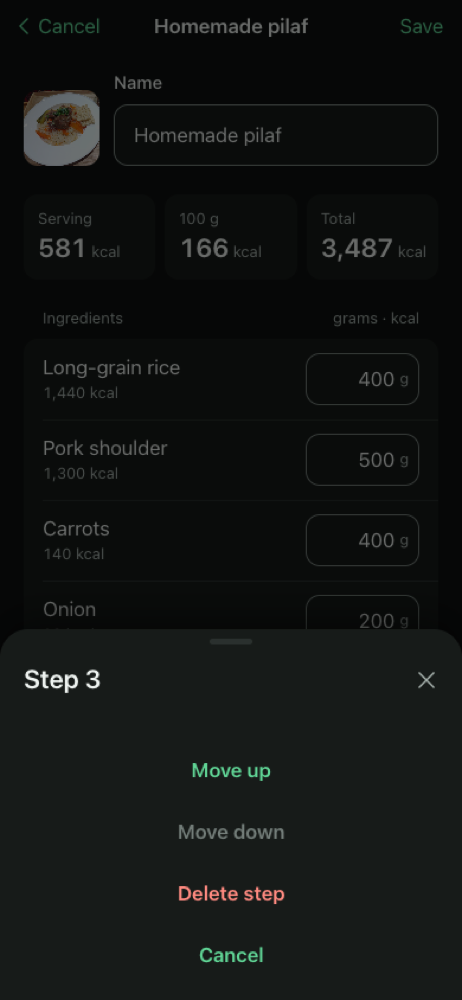 Cancel
Homemade pilaf
Save
Name
Homemade pilaf
Serving
581 kcal
100 g
166 kcal
Total
3,487 kcal
Ingredients
grams · kcal
Long-grain rice
1,440 kcal
400 g
Pork shoulder
1,300 kcal
500 g
Carrots
140 kcal
400 g
Onion
200 g
Step 3
Move up
Move down
Delete step
Cancel